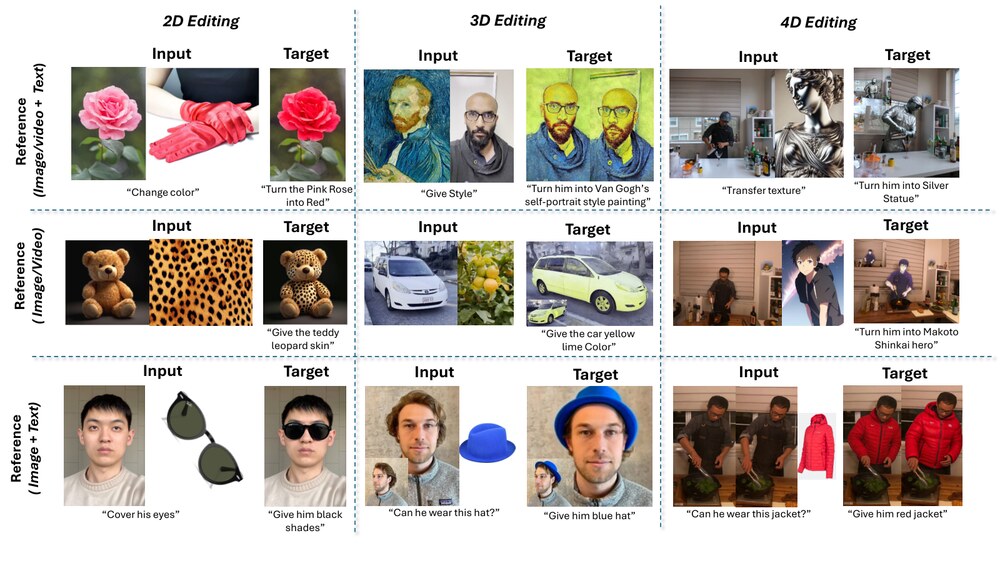 2D Editing
3D Editing
4D Editing
Reference
(Image/video + Text)
Input
Target
Input
Target
Input
Target
“Change color”
“Turn the Pink Rose
into Red”
“Give Style”
“Turn him into Van Gogh’s
self-portrait style painting”
“Transfer texture”
“Turn him into Silver
Statue”
Reference
( Image/Video)
Input
Target
Input
Target
Input
Target
“Give the teddy
leopard skin”
“Give the car yellow
lime Color”
“Turn him into Makoto
Shinkai hero”
Reference
( Image + Text)
Input
Target
Input
Target
Input
Target
“Cover his eyes”
“Give him black
shades”
“Can he wear this hat?”
“Give him blue hat”
“Can he wear this jacket?”
“Give him red jacket”